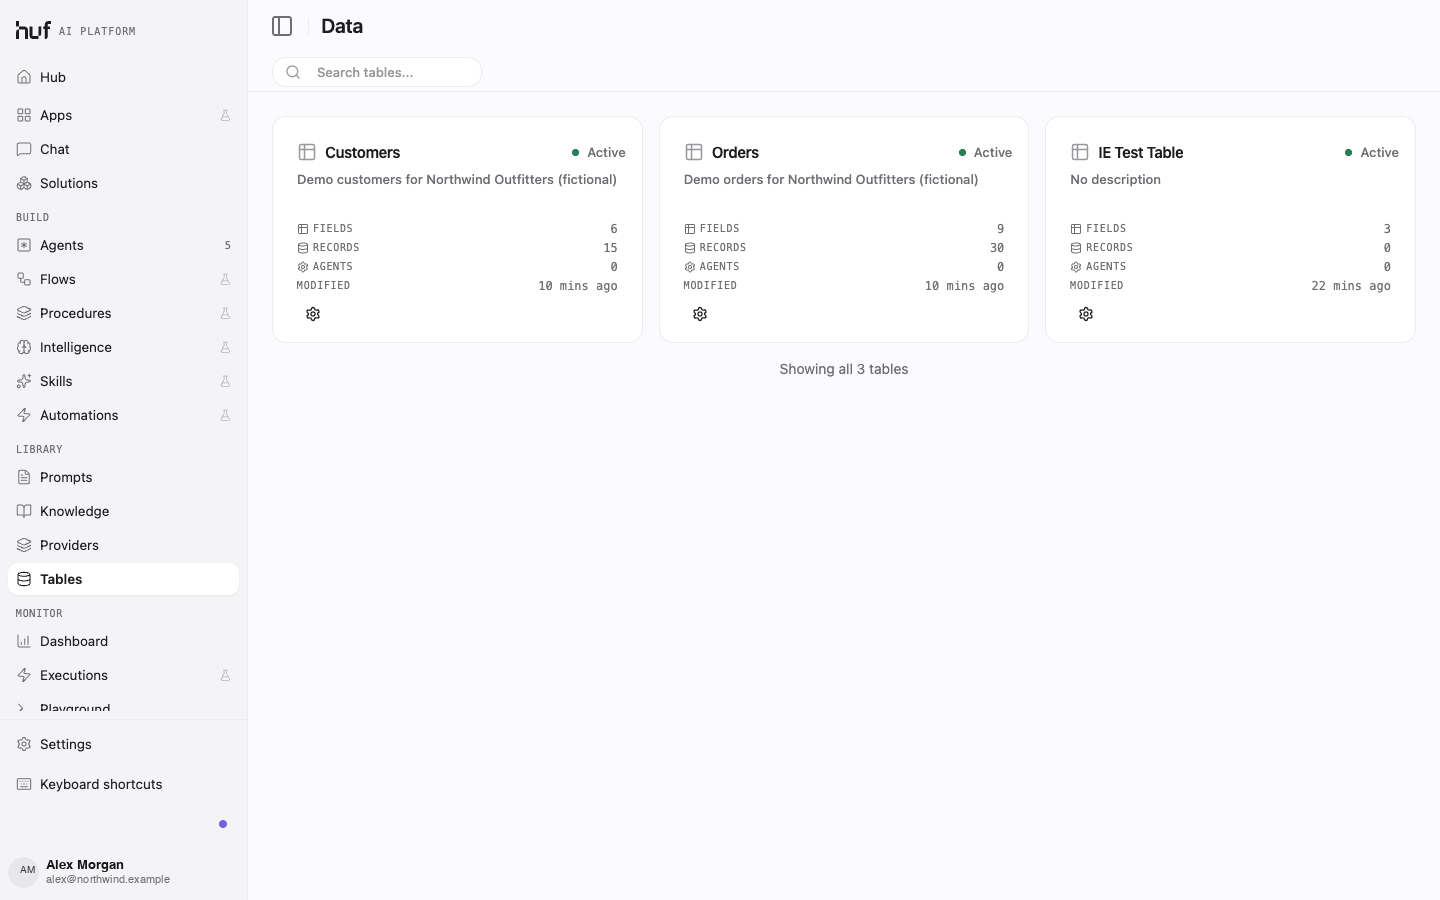 huf AI PLATFORM
Hub
Apps
Chat
Solutions
BUILD
Agents 5
Flows
Procedures
Intelligence
Skills
Automations
LIBRARY
Prompts
Knowledge
Providers
Tables
MONITOR
Dashboard
Executions
Playground
Settings
Keyboard shortcuts
AM
Alex Morgan
alex@northwind.example
Data
Search tables...
Customers Active
Demo customers for Northwind Outfitters (fictional)
FIELDS 6
RECORDS 15
AGENTS 0
MODIFIED 10 mins ago
Orders Active
Demo orders for Northwind Outfitters (fictional)
FIELDS 9
RECORDS 30
AGENTS 0
MODIFIED 10 mins ago
IE Test Table Active
No description
FIELDS 3
RECORDS 0
AGENTS 0
MODIFIED 22 mins ago
Showing all 3 tables